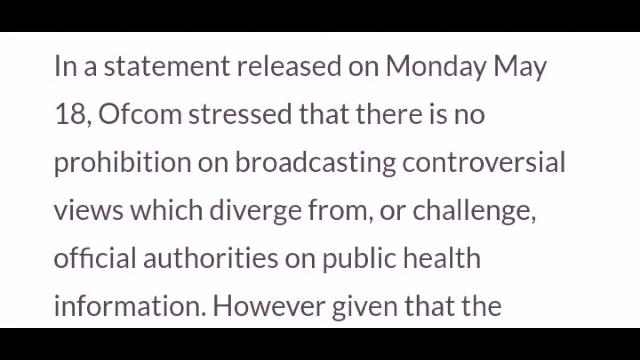 In a statement released on Monday May
18, Ofcom stressed that there is no
prohibition on broadcasting controversial
views which diverge from, or challenge,
official authorities on public health
information. However given that the